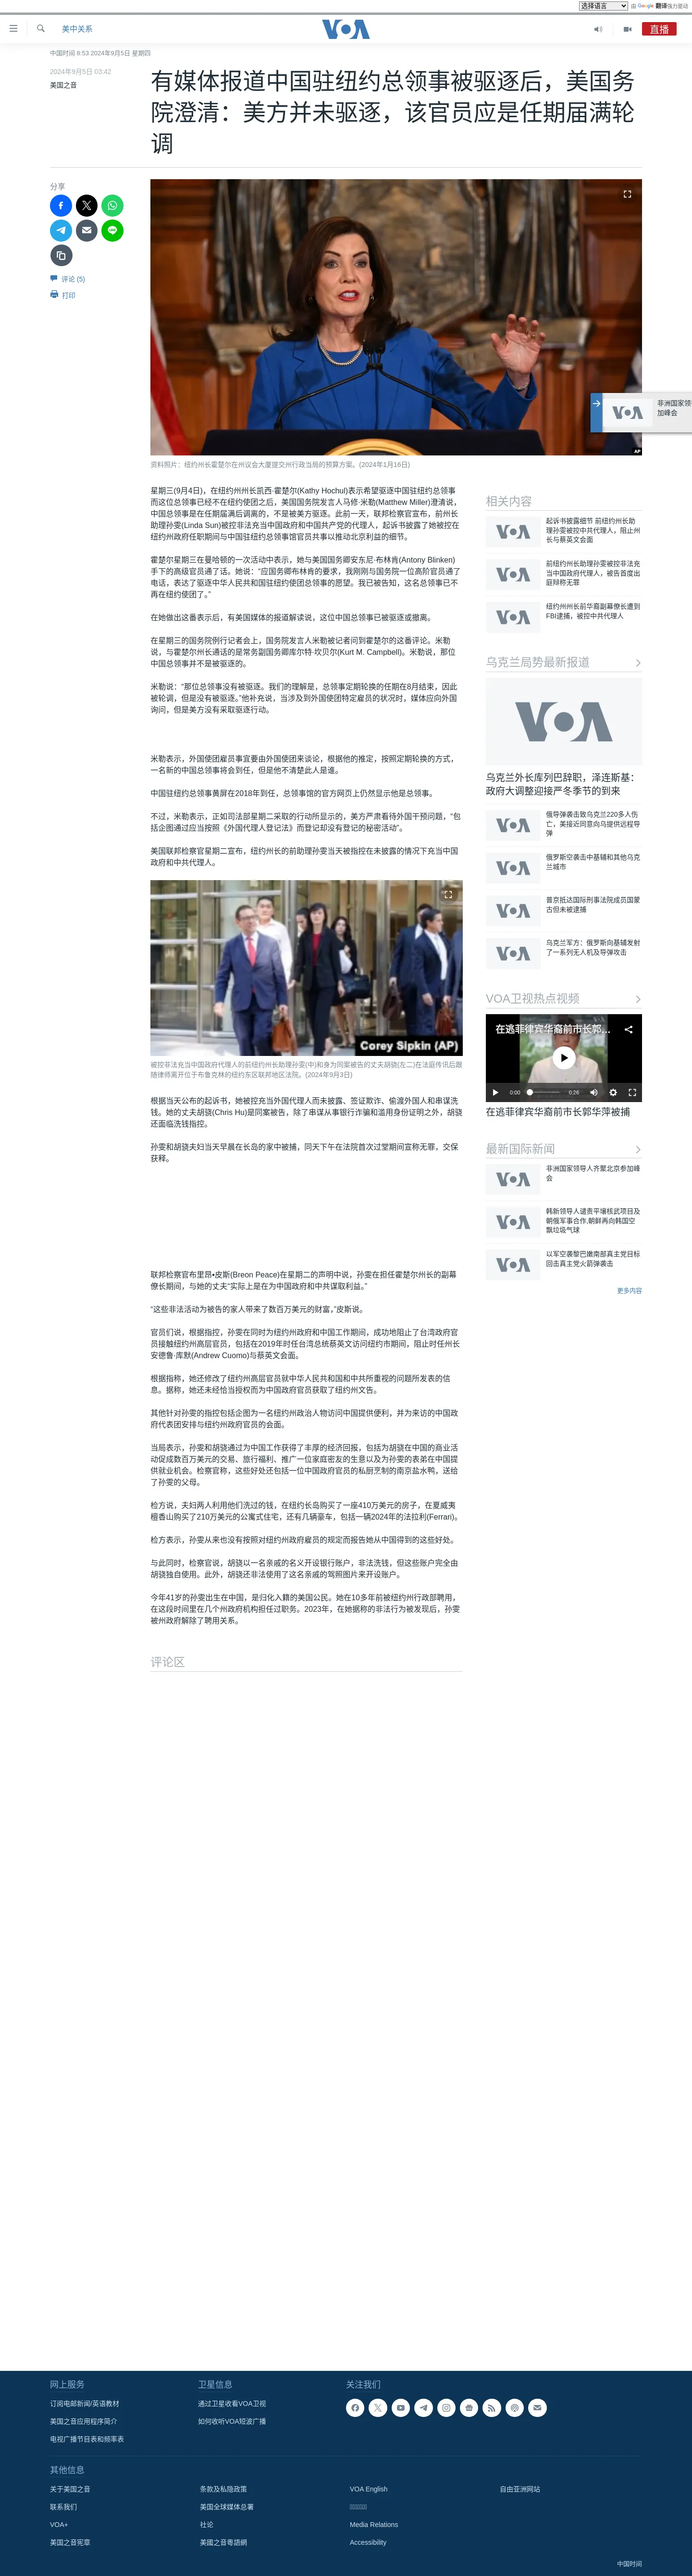 选择语言 由 Google 翻译强力驱动
美中关系
VOA
直播
中国时间 8:53 2024年9月5日 星期四
2024年9月5日 03:42
美国之音
有媒体报道中国驻纽约总领事被驱逐后，美国务
院澄清：美方并未驱逐，该官员应是任期届满轮
调
分享
评论 (5)
打印
AP
资料照片：纽约州长霍楚尔在州议会大厦提交州行政当局的预算方案。(2024年1月16日)
非洲国家领
加峰会
星期三(9月4日)，在纽约州州长凯西·霍楚尔(Kathy Hochul)表示希望驱逐中国驻纽约总领事
而这位总领事已经不在纽约使团之后，美国国务院发言人马修·米勒(Matthew Miller)澄清说，
中国总领事是在任期届满后调离的，不是被美方驱逐。此前一天，联邦检察官宣布，前州长
助理孙雯(Linda Sun)被控非法充当中国政府和中国共产党的代理人，起诉书披露了她被控在
纽约州政府任职期间与中国驻纽约总领事馆官员共事以推动北京利益的细节。
霍楚尔星期三在曼哈顿的一次活动中表示，她与美国国务卿安东尼·布林肯(Antony Blinken)
手下的高级官员通了话。她说：“应国务卿布林肯的要求，我刚刚与国务院一位高阶官员通了
电话，表达了驱逐中华人民共和国驻纽约使团总领事的愿望。我已被告知，这名总领事已不
再在纽约使团了。”
在她做出这番表示后，有美国媒体的报道解读说，这位中国总领事已被驱逐或撤离。
在星期三的国务院例行记者会上，国务院发言人米勒被记者问到霍楚尔的这番评论。米勒
说，与霍楚尔州长通话的是常务副国务卿库尔特·坎贝尔(Kurt M. Campbell)。米勒说，那位
中国总领事并不是被驱逐的。
米勒说：“那位总领事没有被驱逐。我们的理解是，总领事定期轮换的任期在8月结束，因此
被轮调，但是没有被驱逐。”他补充说，当涉及到外国使团特定雇员的状况时，媒体应向外国
询问，但是美方没有采取驱逐行动。
米勒表示，外国使团雇员事宜要由外国使团来谈论，根据他的推定，按照定期轮换的方式，
一名新的中国总领事将会到任，但是他不清楚此人是谁。
中国驻纽约总领事黄屏在2018年到任，总领事馆的官方网页上仍然显示他是总领事。
不过，米勒表示，正如司法部星期二采取的行动所显示的，美方严肃看待外国干预问题，“包
括企图通过应当按照《外国代理人登记法》而登记却没有登记的秘密活动”。
美国联邦检察官星期二宣布，纽约州长的前助理孙雯当天被指控在未披露的情况下充当中国
政府和中共代理人。
Corey Sipkin (AP)
被控非法充当中国政府代理人的前纽约州长助理孙雯(中)和身为同案被告的丈夫胡骁(左二)在法庭传讯后跟
随律师离开位于布鲁克林的纽约东区联邦地区法院。(2024年9月3日)
根据当天公布的起诉书，她被控充当外国代理人而未披露、签证欺诈、偷渡外国人和串谋洗
钱。她的丈夫胡骁(Chris Hu)是同案被告，除了串谋从事银行诈骗和滥用身份证明之外，胡骁
还面临洗钱指控。
孙雯和胡骁夫妇当天早晨在长岛的家中被捕，同天下午在法院首次过堂期间宣称无罪，交保
获释。
联邦检察官布里昂•皮斯(Breon Peace)在星期二的声明中说，孙雯在担任霍楚尔州长的副幕
僚长期间，与她的丈夫“实际上是在为中国政府和中共谋取利益。”
“这些非法活动为被告的家人带来了数百万美元的财富，”皮斯说。
官员们说，根据指控，孙雯在同时为纽约州政府和中国工作期间，成功地阻止了台湾政府官
员接触纽约州高层官员，包括在2019年时任台湾总统蔡英文访问纽约市期间，阻止时任州长
安德鲁·库默(Andrew Cuomo)与蔡英文会面。
根据指称，她还修改了纽约州高层官员就中华人民共和国和中共所重视的问题所发表的信
息。据称，她还未经恰当授权而为中国政府官员获取了纽约州文告。
其他针对孙雯的指控包括企图为一名纽约州政治人物访问中国提供便利，并为来访的中国政
府代表团安排与纽约州政府官员的会面。
当局表示，孙雯和胡骁通过为中国工作获得了丰厚的经济回报，包括为胡骁在中国的商业活
动促成数百万美元的交易、旅行福利、推广一位家庭密友的生意以及为孙雯的表弟在中国提
供就业机会。检察官称，这些好处还包括一位中国政府官员的私厨烹制的南京盐水鸭，送给
了孙雯的父母。
检方说，夫妇两人利用他们洗过的钱，在纽约长岛购买了一座410万美元的房子，在夏威夷
檀香山购买了210万美元的公寓式住宅，还有几辆豪车，包括一辆2024年的法拉利(Ferrari)。
检方表示，孙雯从来也没有按照对纽约州政府雇员的规定而报告她从中国得到的这些好处。
与此同时，检察官说，胡骁以一名亲戚的名义开设银行账户，非法洗钱，但这些账户完全由
胡骁独自使用。此外，胡骁还非法使用了这名亲戚的驾照图片来开设账户。
今年41岁的孙雯出生在中国，是归化入籍的美国公民。她在10多年前被纽约州行政部聘用，
在这段时间里在几个州政府机构担任过职务。2023年，在她据称的非法行为被发现后，孙雯
被州政府解除了聘用关系。
评论区
相关内容
起诉书披露细节 前纽约州长助
理孙雯被控中共代理人，阻止州
长与蔡英文会面
前纽约州长助理孙雯被控非法充
当中国政府代理人，被告首度出
庭辩称无罪
纽约州州长前华裔副幕僚长遭到
FBI逮捕，被控中共代理人
乌克兰局势最新报道
乌克兰外长库列巴辞职，泽连斯基：
政府大调整迎接严冬季节的到来
俄导弹袭击致乌克兰220多人伤
亡，美接近同意向乌提供远程导
弹
俄罗斯空袭击中基辅和其他乌克
兰城市
普京抵达国际刑事法院成员国蒙
古但未被逮捕
乌克兰军方：俄罗斯向基辅发射
了一系列无人机及导弹攻击
VOA卫视热点视频
在逃菲律宾华裔前市长郭...
0:00 0:26
在逃菲律宾华裔前市长郭华萍被捕
最新国际新闻
非洲国家领导人齐聚北京参加峰
会
韩新领导人谴责平壤核武项目及
朝俄军事合作,朝鲜再向韩国空
飘垃圾气球
以军空袭黎巴嫩南部真主党目标
回击真主党火箭弹袭击
更多内容
网上服务
订阅电邮新闻/英语教材
美国之音应用程序简介
电视广播节目表和频率表
卫星信息
通过卫星收看VOA卫视
如何收听VOA短波广播
关注我们
其他信息
关于美国之音
联系我们
VOA+
美国之音宪章
条款及私隐政策
美国全球媒体总署
社论
美國之音粵語網
VOA English
Media Relations
Accessibility
自由亚洲网站
中国时间